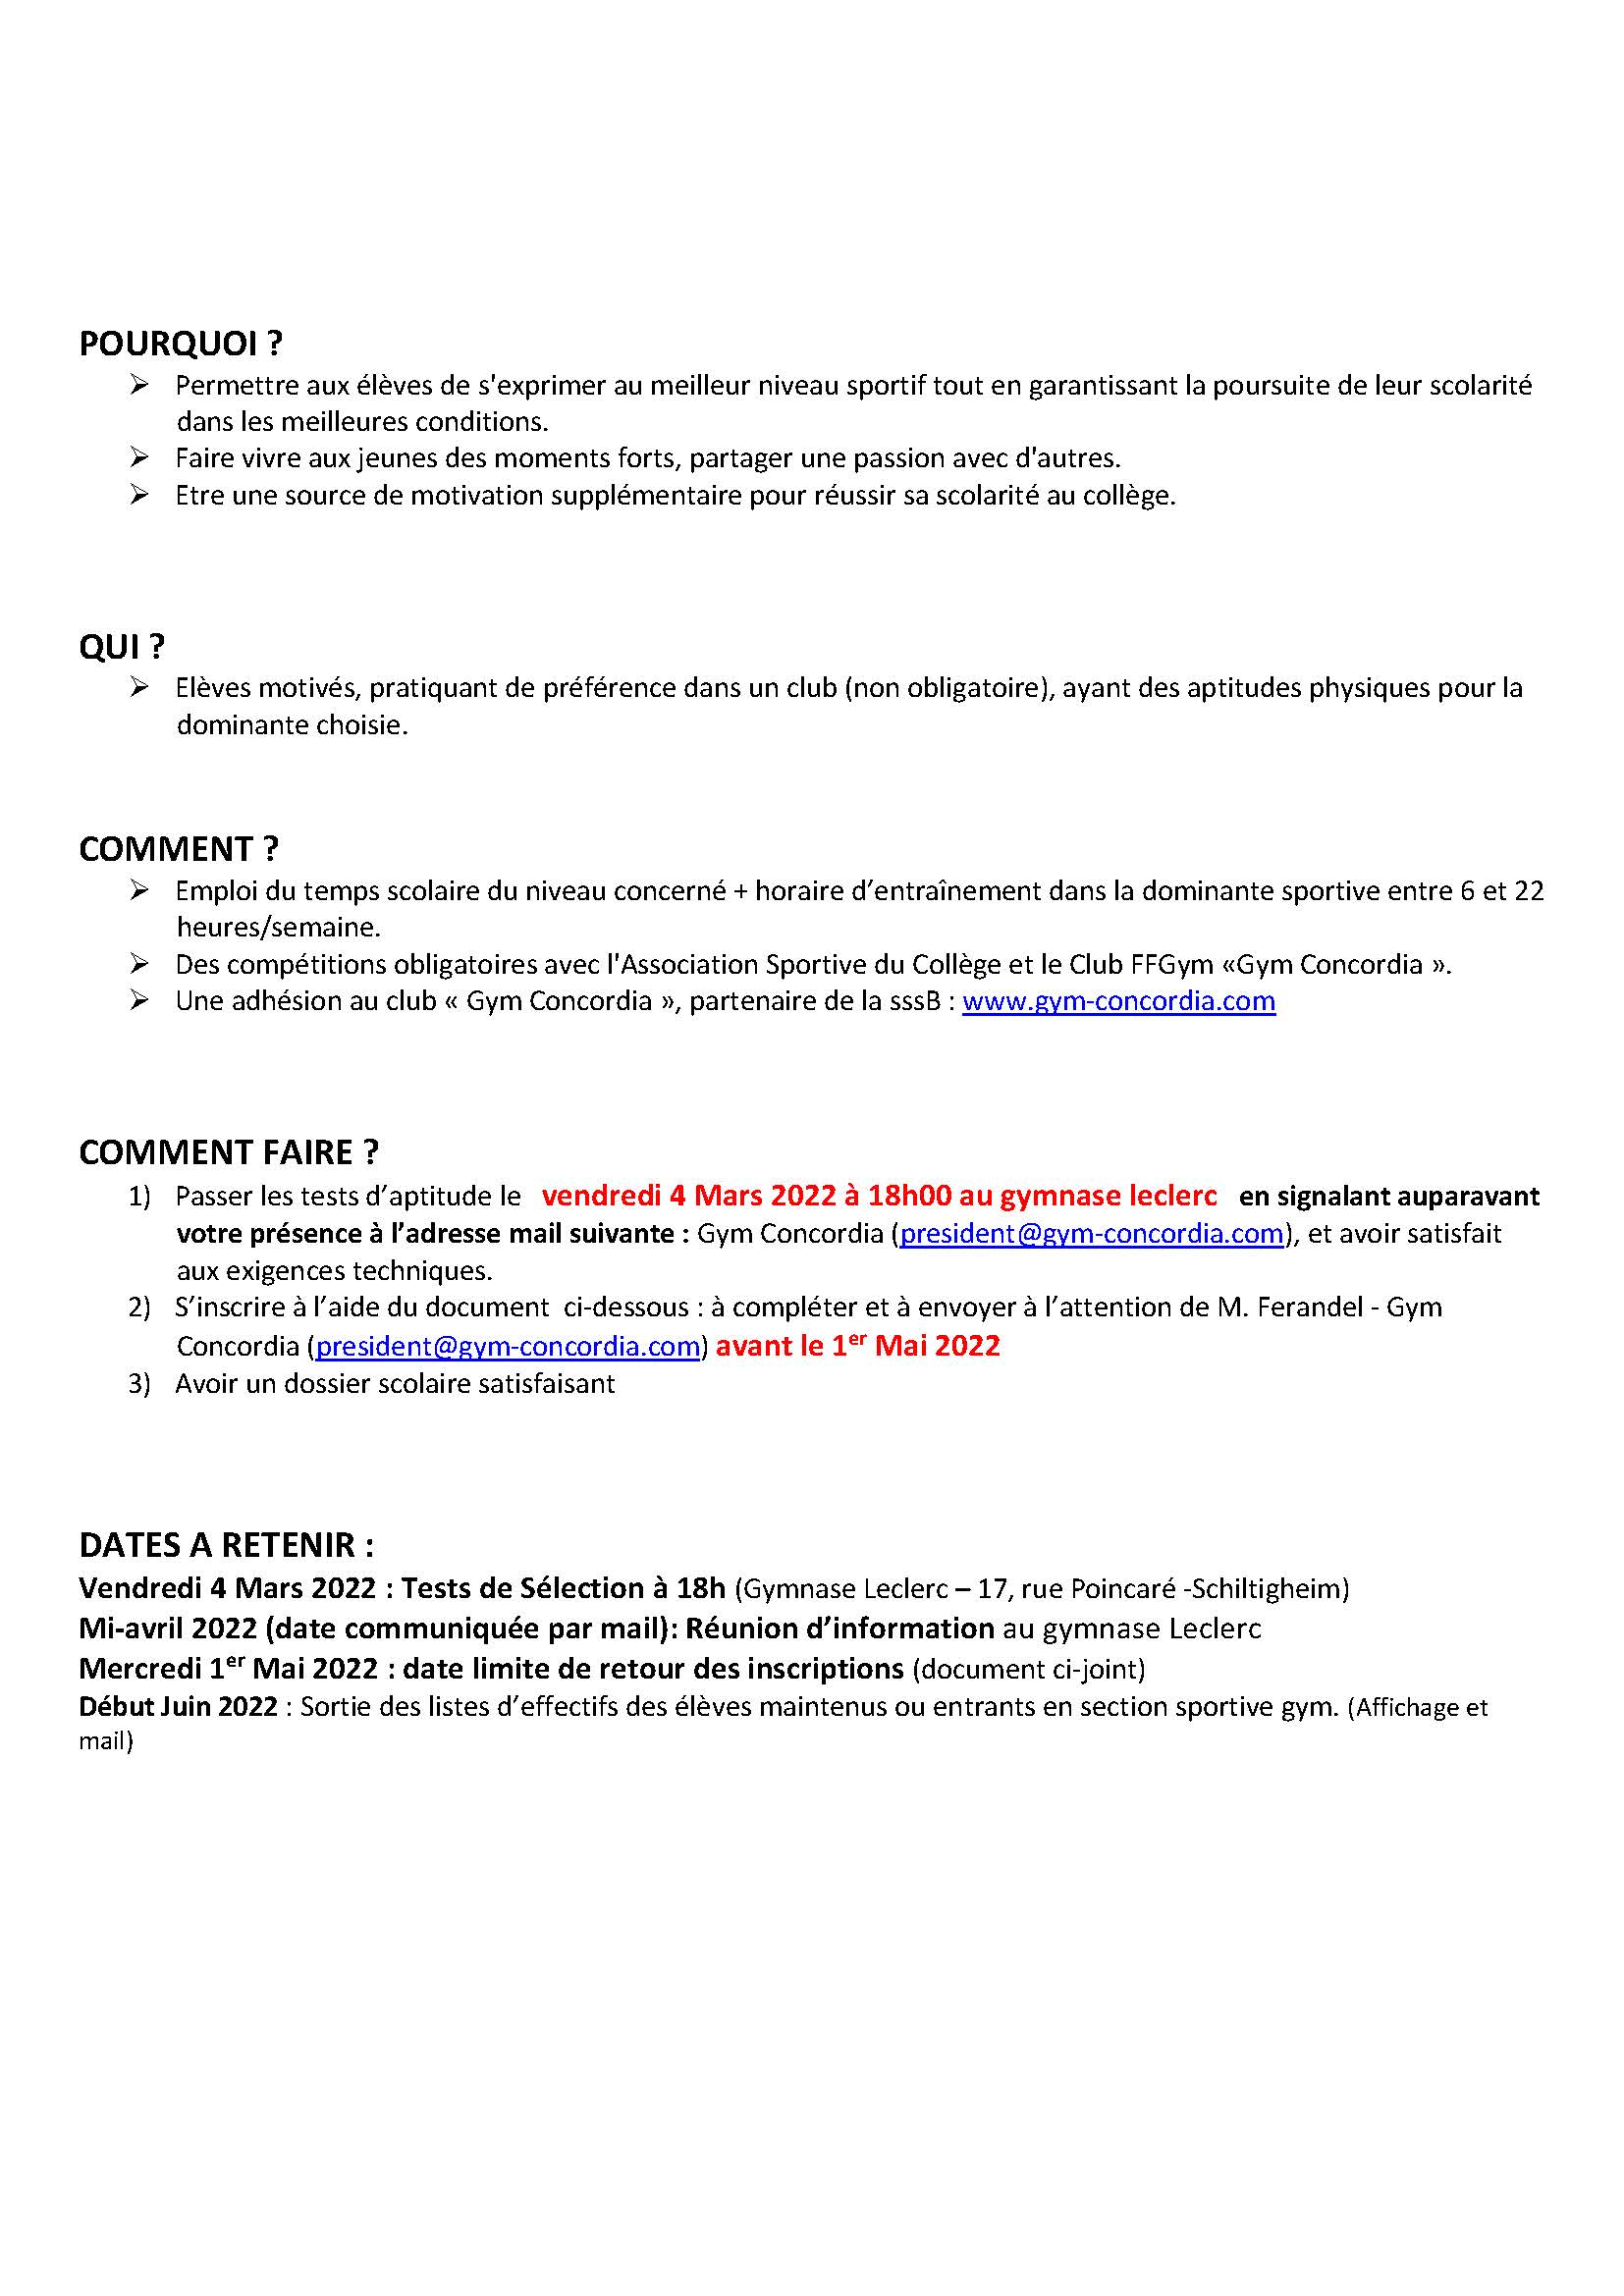 POURQUOI ?
➢ Permettre aux élèves de s'exprimer au meilleur niveau sportif tout en garantissant la poursuite de leur scolarité
dans les meilleures conditions.
➢ Faire vivre aux jeunes des moments forts, partager une passion avec d'autres.
➢ Etre une source de motivation supplémentaire pour réussir sa scolarité au collège.
QUI ?
➢ Elèves motivés, pratiquant de préférence dans un club (non obligatoire), ayant des aptitudes physiques pour la
dominante choisie.
COMMENT ?
➢ Emploi du temps scolaire du niveau concerné + horaire d’entraînement dans la dominante sportive entre 6 et 22
heures/semaine.
➢ Des compétitions obligatoires avec l'Association Sportive du Collège et le Club FFGym «Gym Concordia ».
➢ Une adhésion au club « Gym Concordia », partenaire de la sssB : www.gym-concordia.com
COMMENT FAIRE ?
1) Passer les tests d’aptitude le vendredi 4 Mars 2022 à 18h00 au gymnase leclerc en signalant auparavant
votre présence à l’adresse mail suivante : Gym Concordia (president@gym-concordia.com), et avoir satisfait
aux exigences techniques.
2) S’inscrire à l’aide du document ci-dessous : à compléter et à envoyer à l’attention de M. Ferandel - Gym
Concordia (president@gym-concordia.com) avant le 1er Mai 2022
3) Avoir un dossier scolaire satisfaisant
DATES A RETENIR :
Vendredi 4 Mars 2022 : Tests de Sélection à 18h (Gymnase Leclerc – 17, rue Poincaré -Schiltigheim)
Mi-avril 2022 (date communiquée par mail): Réunion d’information au gymnase Leclerc
Mercredi 1er Mai 2022 : date limite de retour des inscriptions (document ci-joint)
Début Juin 2022 : Sortie des listes d’effectifs des élèves maintenus ou entrants en section sportive gym. (Affichage et
mail)